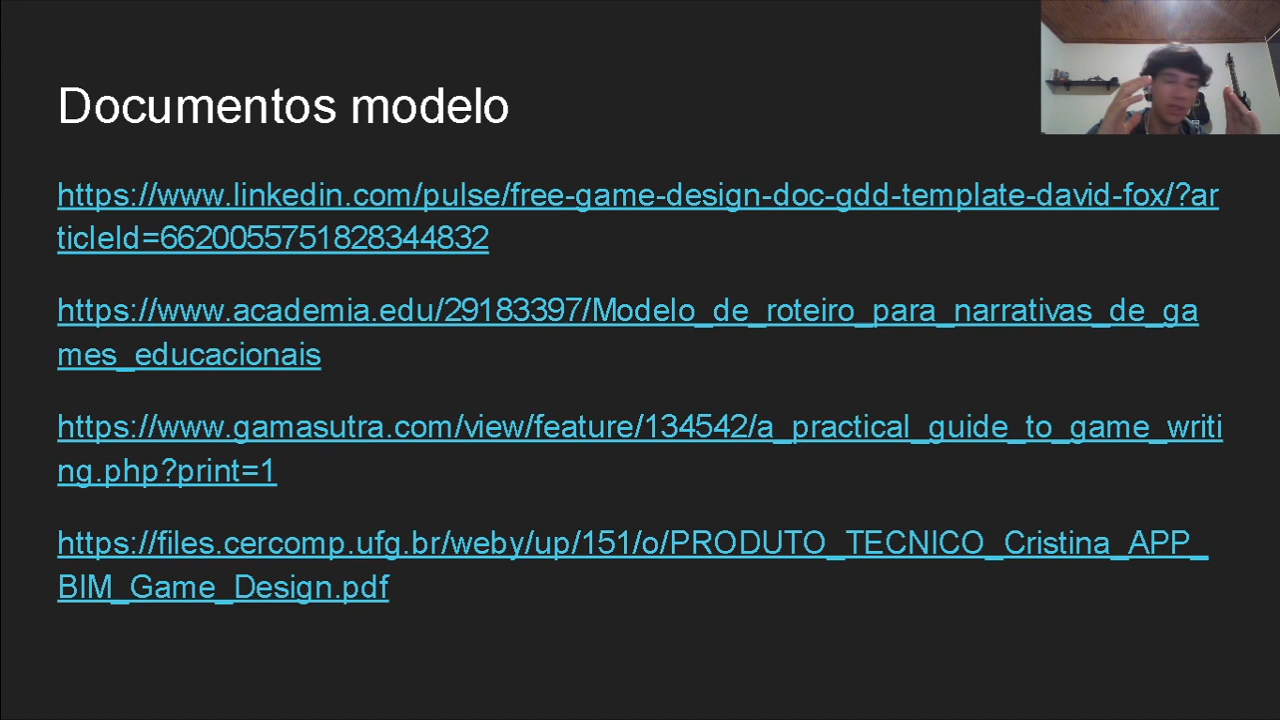 Documentos modelo
https://www.linkedin.com/pulse/free-game-design-doc-gdd-template-david-fox/?ar
ticleId=6620055751828344832
https://www.academia.edu/29183397/Modelo_de_roteiro_para_narrativas_de_ga
mes_educacionais
https://www.gamasutra.com/view/feature/134542/a_practical_guide_to_game_writi
ng.php?print=1
https://files.cercomp.ufg.br/weby/up/151/o/PRODUTO_TECNICO_Cristina_APP_
BIM_Game_Design.pdf